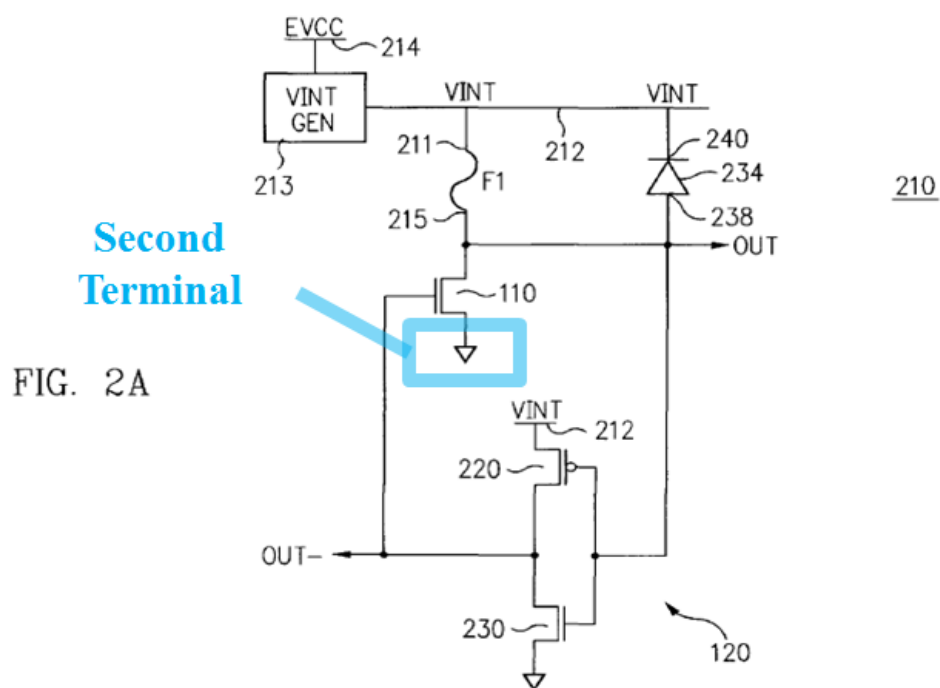 EVCC
214
VINT
GEN
213
VINT
VINT
212
211
F1
215
240
234
238
210
OUT
Second
Terminal
110
FIG. 2A
VINT
212
220
OUT-
230
120